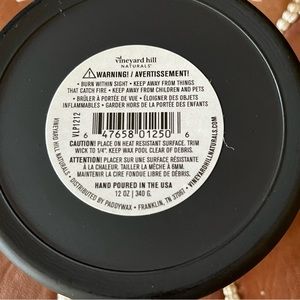 vineyard hill
NATURALS
⚠ WARNING! / AVERTISSEMENT!
• BURN WITHIN SIGHT • KEEP AWAY FROM THINGS
THAT CATCH FIRE • KEEP AWAY FROM CHILDREN AND PETS
• BRÛLER À PORTÉE DE VUE • ÉLOIGNER DES OBJETS
INFLAMMABLES • GARDER HORS DE LA PORTÉE DES ENFANTS
VLP1212
6 47658 01250 6
CAUTION! PLACE ON HEAT RESISTANT SURFACE. TRIM
WICK TO 1/4". KEEP WAX POOL CLEAR OF DEBRIS.
ATTENTION! PLACER SUR UNE SURFACE RÉSISTANTE
À LA CHALEUR. TAILLER LA MÈCHE À 6MM.
MAINTENIR LA CIRE FONDUE LIBRE DE DÉBRIS.
HAND POURED IN THE USA
12 OZ | 340 G.
VINEYARD HILL NATURALS • DISTRIBUTED BY PADDYWAX • FRANKLIN, TN 37067 • VINEYARDHILLNATURALS.COM